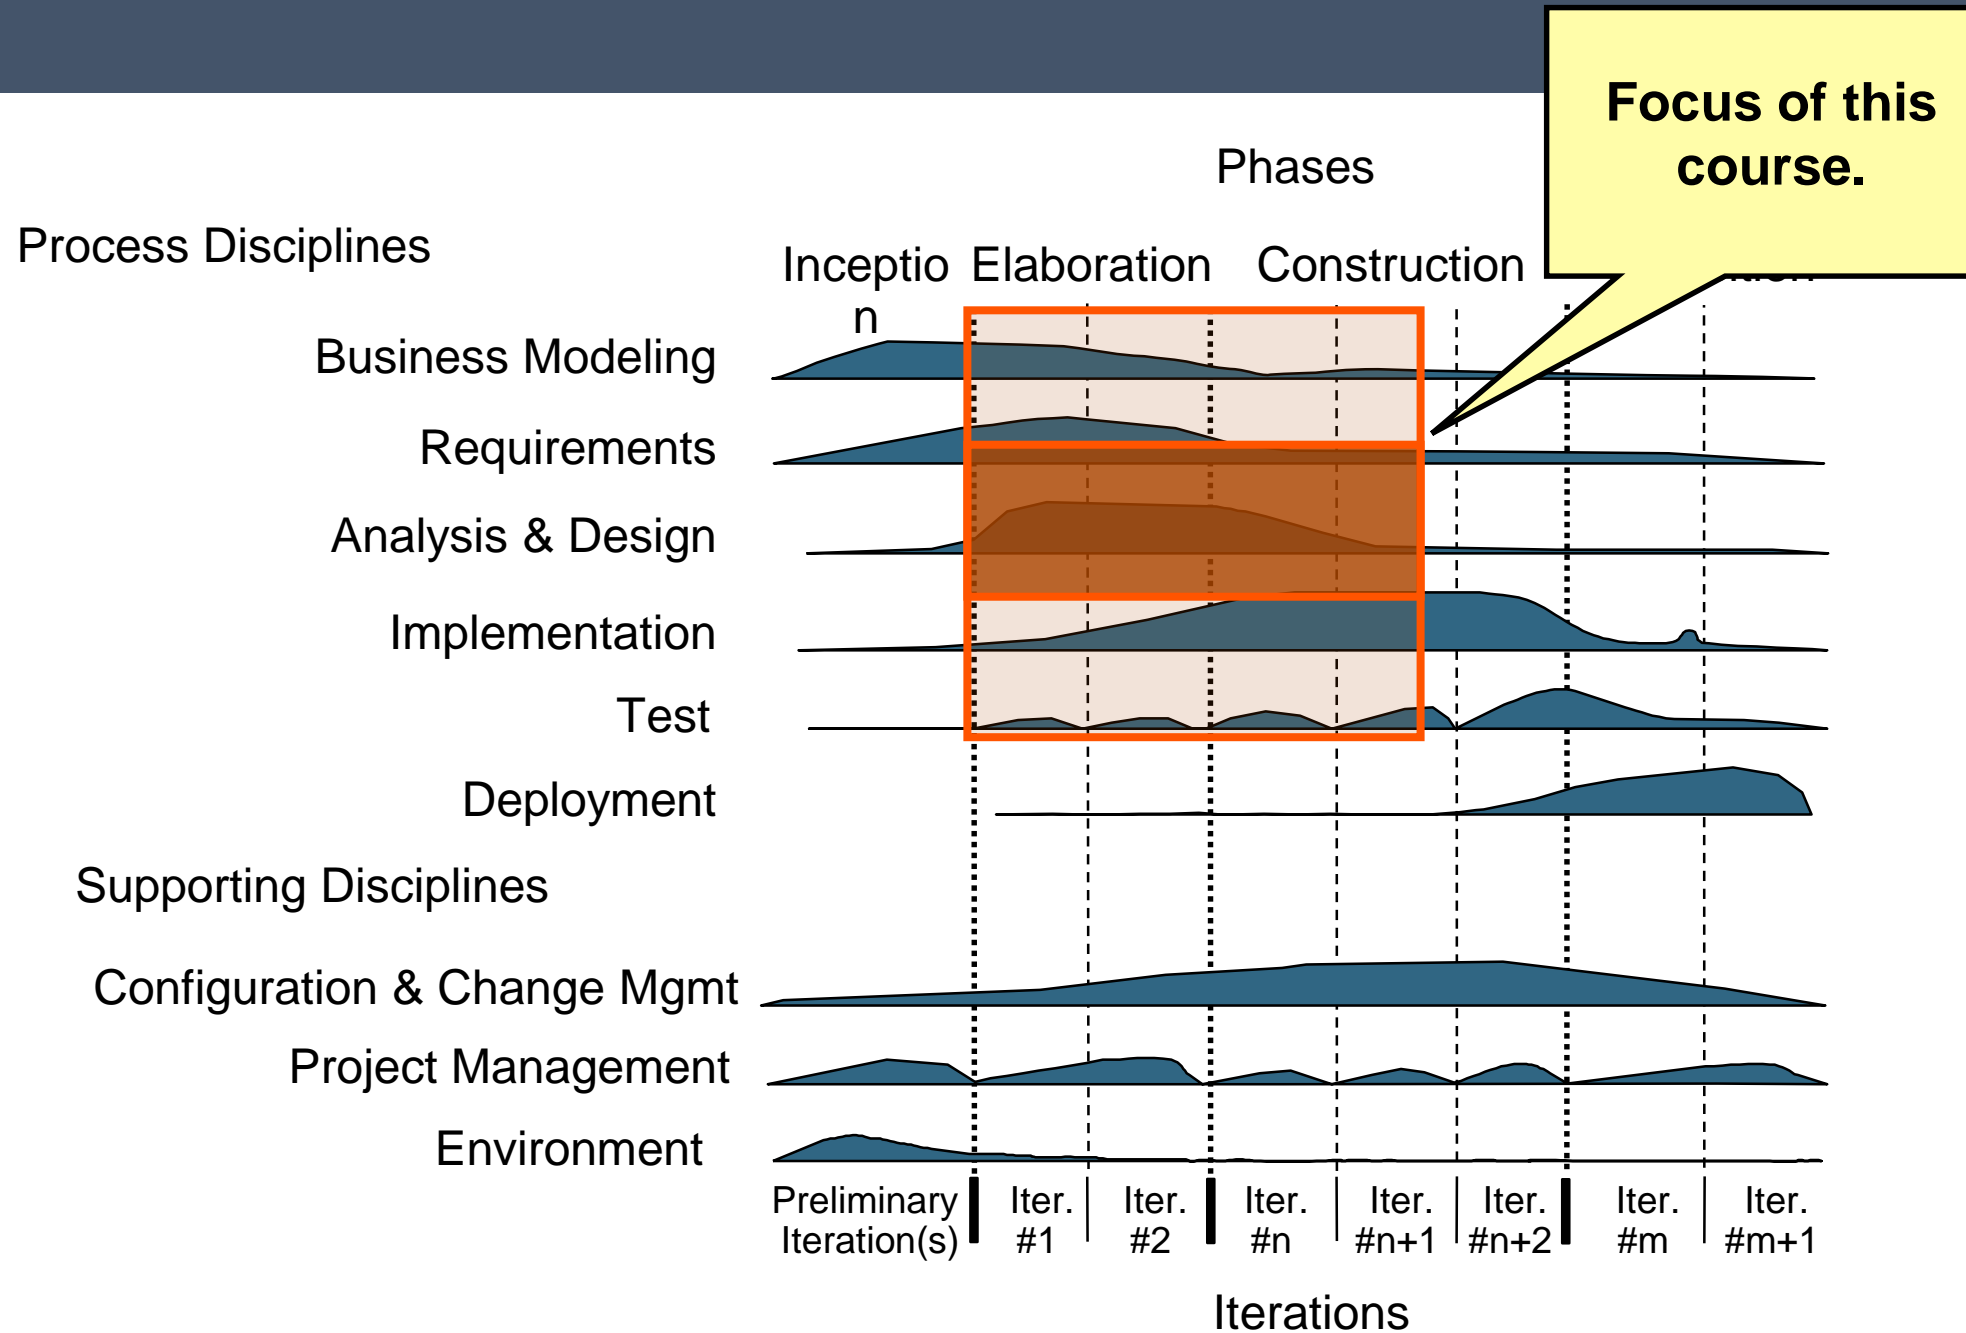 Focus of this
course.
Phases
Process Disciplines
Inceptio
n
Elaboration
Construction
Business Modeling
Requirements
Analysis & Design
Implementation
Test
Deployment
Supporting Disciplines
Configuration & Change Mgmt
Project Management
Environment
Preliminary
Iteration(s)
Iter.
#1
Iter.
#2
Iter.
#n
Iter.
#n+1
Iter.
#n+2
Iter.
#m
Iter.
#m+1
Iterations